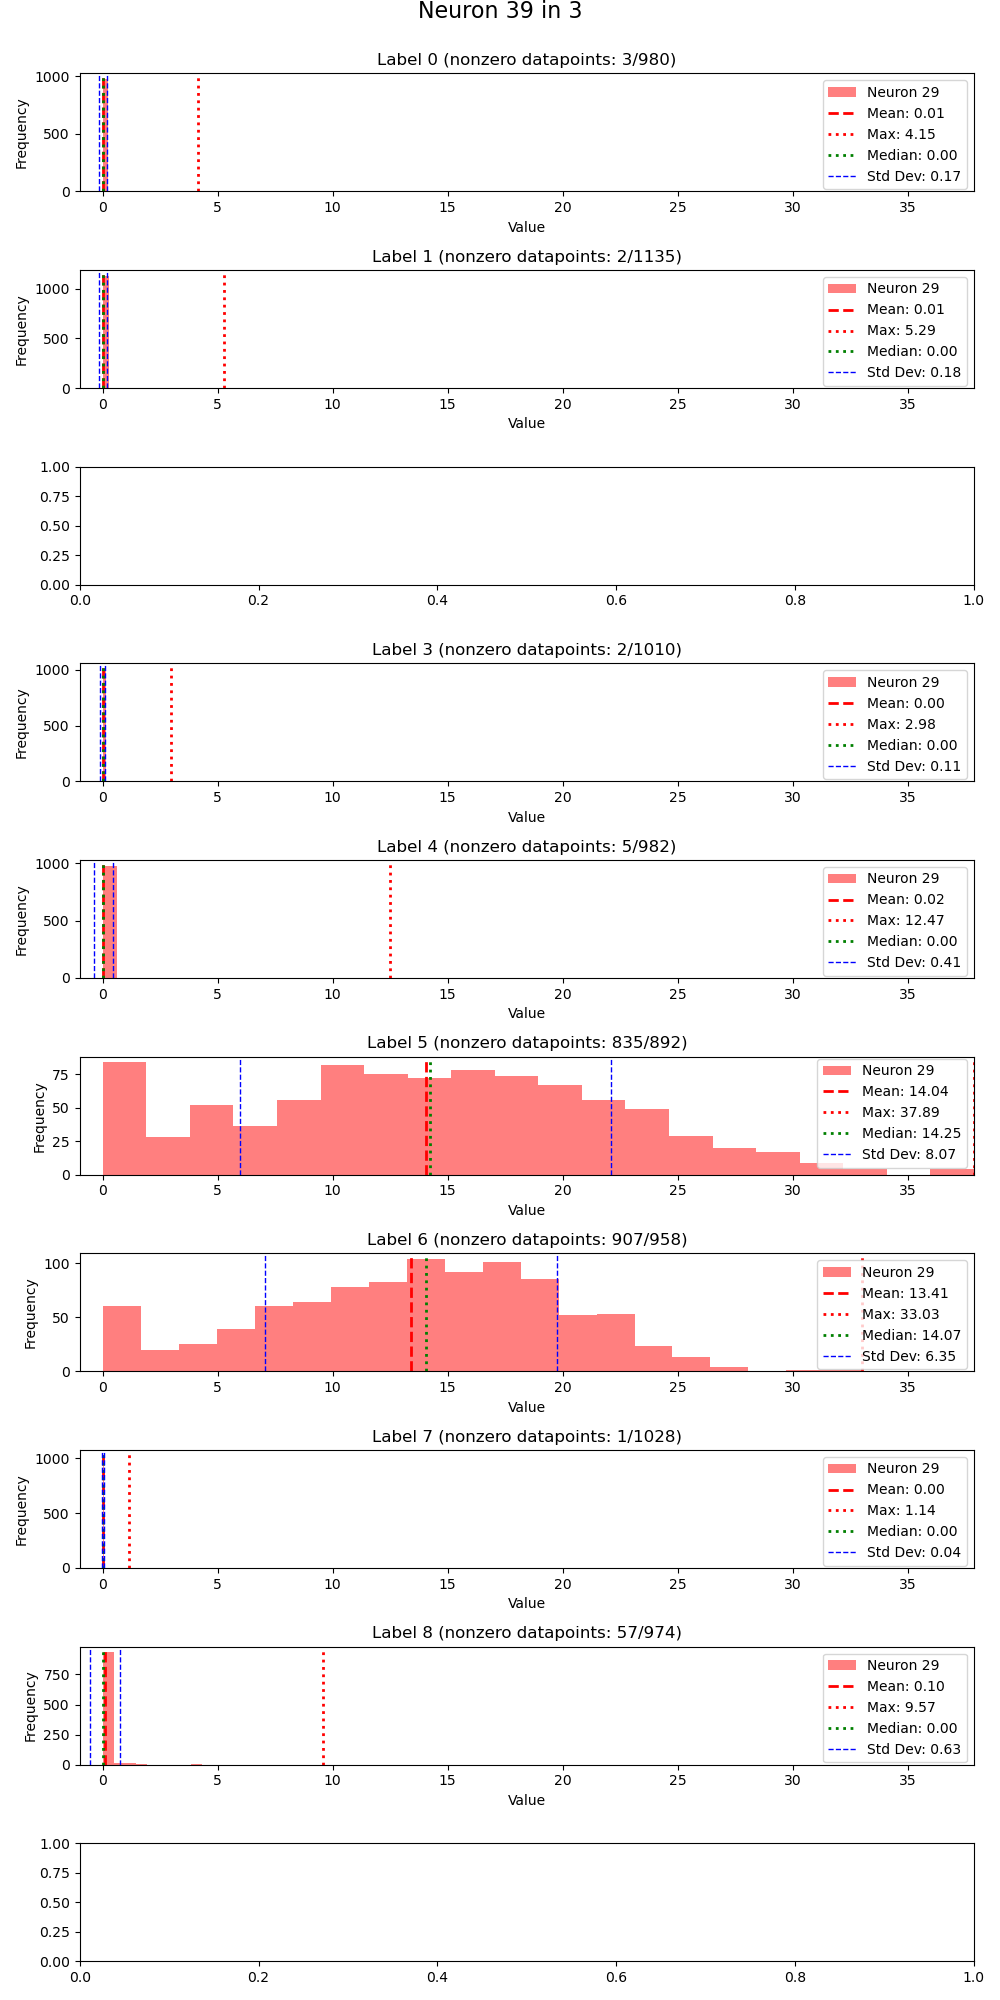 Neuron 39 in 3
Label 0 (nonzero datapoints: 3/980)
1000
500
0
Frequency
0 5 10 15 20 25 30 35
Value
Neuron 29
Mean: 0.01
Max: 4.15
Median: 0.00
Std Dev: 0.17
Label 1 (nonzero datapoints: 2/1135)
1000
500
0
Frequency
0 5 10 15 20 25 30 35
Value
Neuron 29
Mean: 0.01
Max: 5.29
Median: 0.00
Std Dev: 0.18
1.00
0.75
0.50
0.25
0.00
0.0 0.2 0.4 0.6 0.8 1.0
Label 3 (nonzero datapoints: 2/1010)
1000
500
0
Frequency
0 5 10 15 20 25 30 35
Value
Neuron 29
Mean: 0.00
Max: 2.98
Median: 0.00
Std Dev: 0.11
Label 4 (nonzero datapoints: 5/982)
1000
500
0
Frequency
0 5 10 15 20 25 30 35
Value
Neuron 29
Mean: 0.02
Max: 12.47
Median: 0.00
Std Dev: 0.41
Label 5 (nonzero datapoints: 835/892)
75
50
25
0
Frequency
0 5 10 15 20 25 30 35
Value
Neuron 29
Mean: 14.04
Max: 37.89
Median: 14.25
Std Dev: 8.07
Label 6 (nonzero datapoints: 907/958)
100
50
0
Frequency
0 5 10 15 20 25 30 35
Value
Neuron 29
Mean: 13.41
Max: 33.03
Median: 14.07
Std Dev: 6.35
Label 7 (nonzero datapoints: 1/1028)
1000
500
0
Frequency
0 5 10 15 20 25 30 35
Value
Neuron 29
Mean: 0.00
Max: 1.14
Median: 0.00
Std Dev: 0.04
Label 8 (nonzero datapoints: 57/974)
750
500
250
0
Frequency
0 5 10 15 20 25 30 35
Value
Neuron 29
Mean: 0.10
Max: 9.57
Median: 0.00
Std Dev: 0.63
1.00
0.75
0.50
0.25
0.00
0.0 0.2 0.4 0.6 0.8 1.0